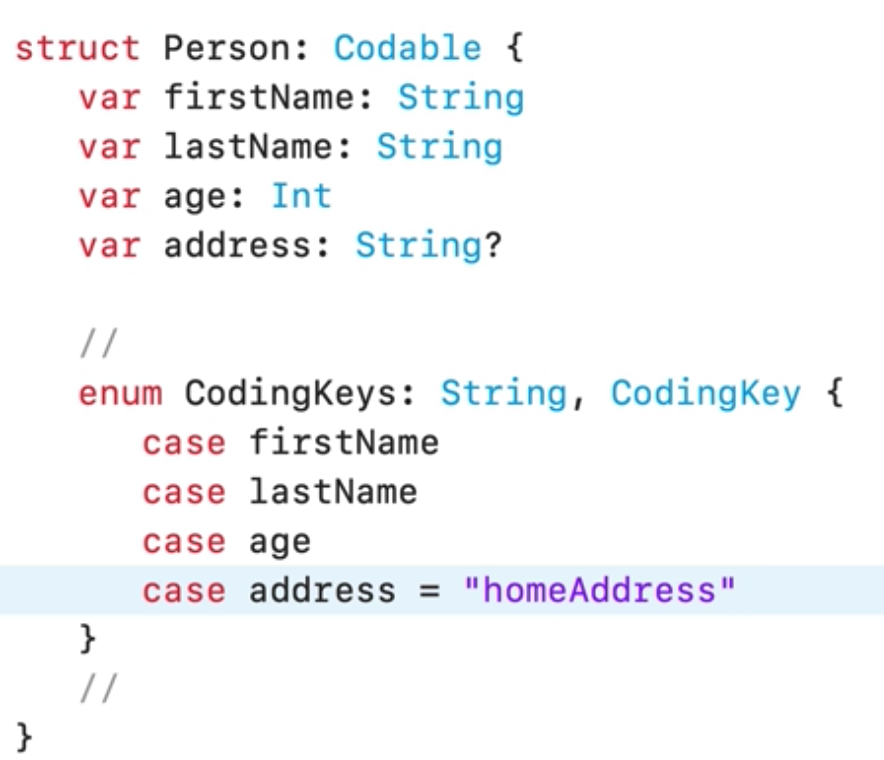 struct Person: Codable {
var firstName: String
var lastName: String
var age: Int
var address: String?
//
enum CodingKeys: String, CodingKey {
case firstName
case lastName
case age
case address = "homeAddress"
}
//
}